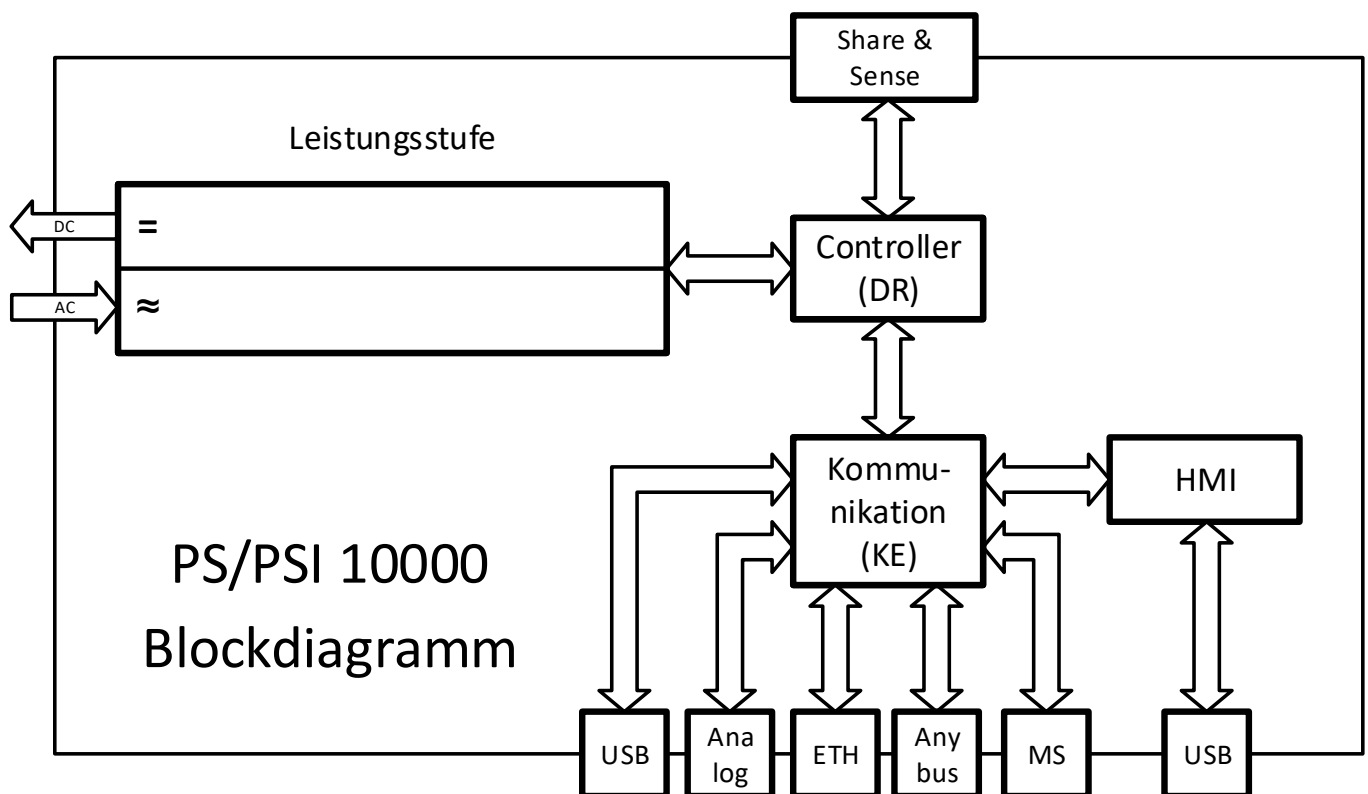 Share &
Sense
Leistungsstufe
DC
=
Controller
(DR)
AC
≈
Kommu-
nikation
(KE)
HMI
PS/PSI 10000
Blockdiagramm
USB
Ana
log
ETH
Any
bus
MS
USB